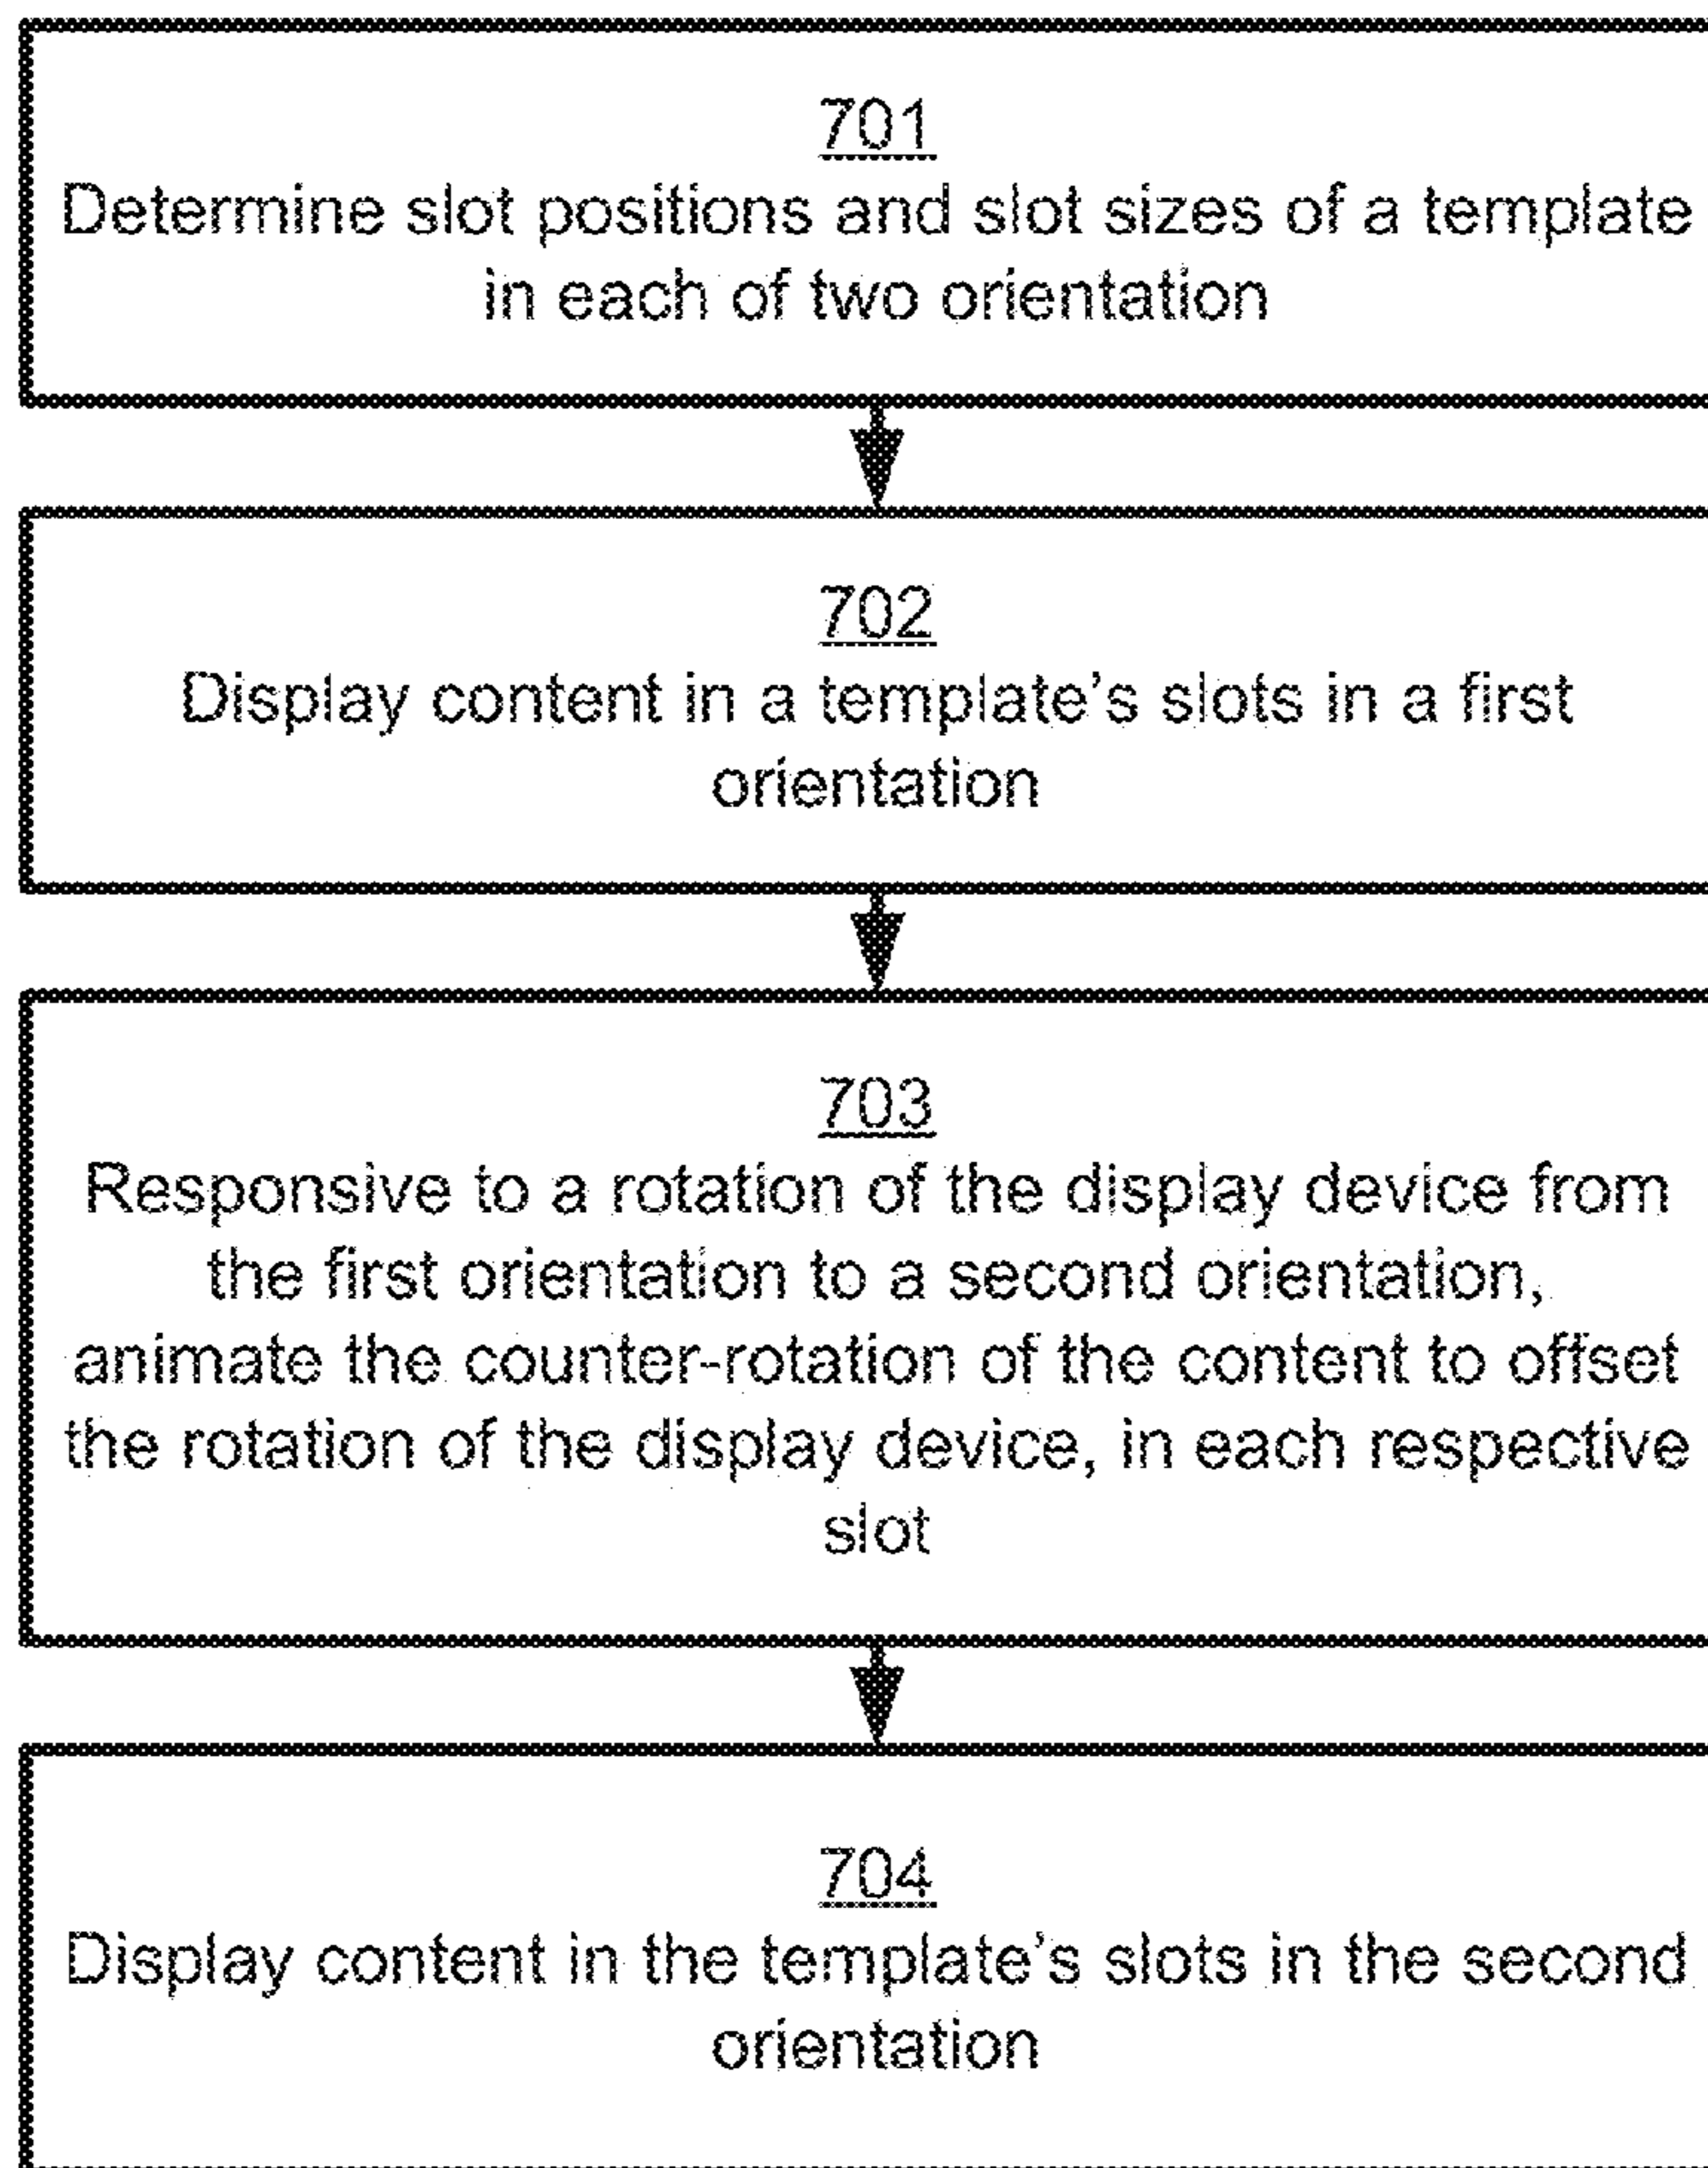 701
Determine slot positions and slot sizes of a template
in each of two orientation
702
Display content in a template's slots in a first
orientation
703
Responsive to a rotation of the display device from
the first orientation to a second orientation,
animate the counter-rotation of the content to offset
the rotation of the display device, in each respective
slot
704
Display content in the template's slots in the second
orientation